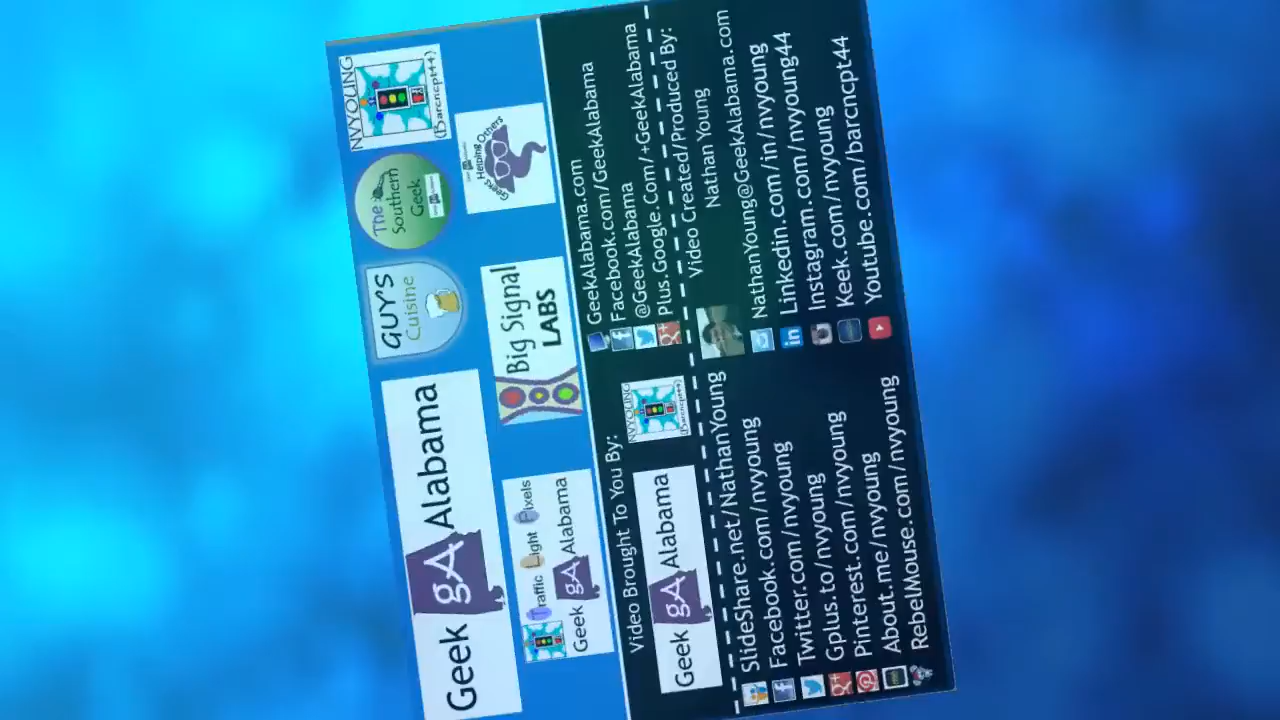 Geek gA Alabama
GUY'S
Cuisine
The
Southern
Geek
NVYOUNG
(Barcncpt44)
Traffic Light Pixels
Geek gA Alabama
Big Signal
LABS
Geeks Helping Others
Video Brought To You By:
Geek gA Alabama
NVYOUNG
(Barcncpt44)
GeekAlabama.com
Facebook.com/GeekAlabama
@GeekAlabama
Plus.Google.Com/+GeekAlabama
Video Created/Produced By:
Nathan Young
SlideShare.net/NathanYoung
Facebook.com/nvyoung
Twitter.com/nvyoung
Gplus.to/nvyoung
Pinterest.com/nvyoung
About.me/nvyoung
RebelMouse.com/nvyoung
NathanYoung@GeekAlabama.com
Linkedin.com/in/nvyoung
Instagram.com/nvyoung44
Keek.com/nvyoung
Youtube.com/barcncpt44